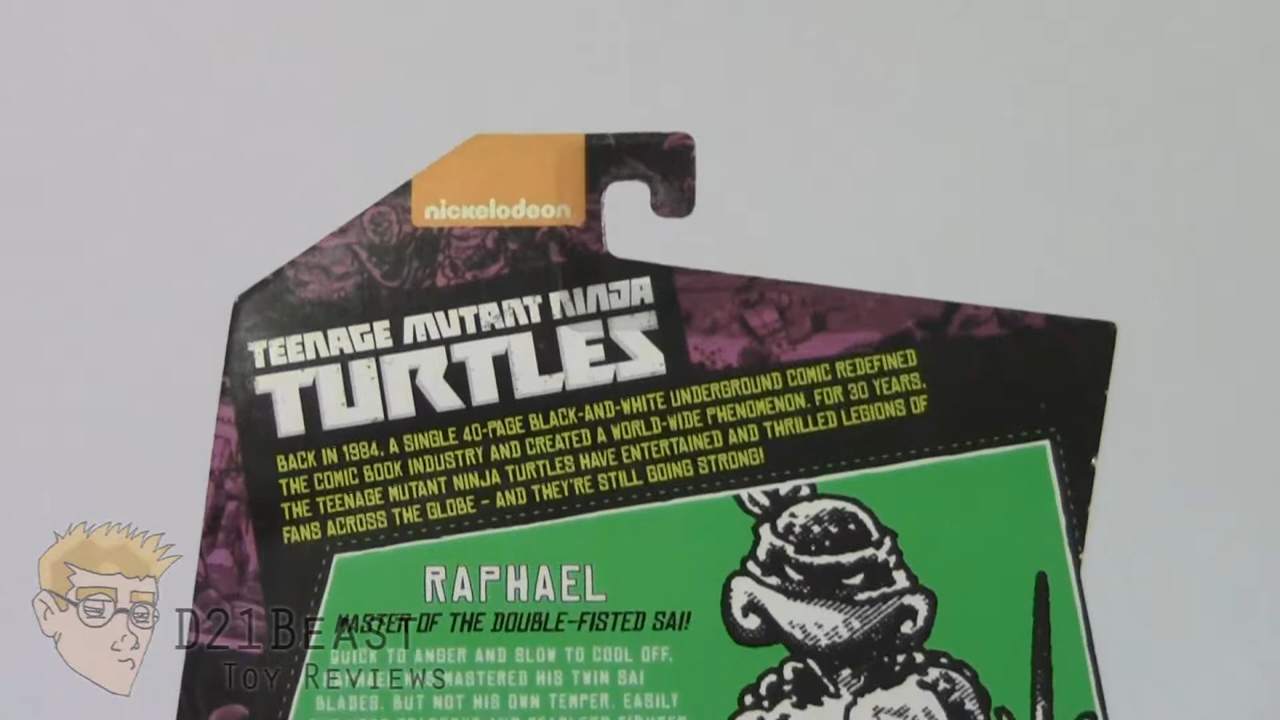 nickelodeon
TEENAGE MUTANT NINJA
TURTLES
BACK IN 1984, A SINGLE 40-PAGE BLACK-AND-WHITE UNDERGROUND COMIC REDEFINED
THE COMIC BOOK INDUSTRY AND CREATED A WORLD-WIDE PHENOMENON. FOR 30 YEARS,
THE TEENAGE MUTANT NINJA TURTLES HAVE ENTERTAINED AND THRILLED LEGIONS OF
FANS ACROSS THE GLOBE - AND THEY'RE STILL GOING STRONG!
RAPHAEL
MASTER OF THE DOUBLE-FISTED SAI!
QUICK TO ANGER AND SLOW TO COOL OFF,
MASTERED HIS TWIN SAI
BLADES, BUT NOT HIS OWN TEMPER. EASILY
D21BEAST
TOY REVIEWS